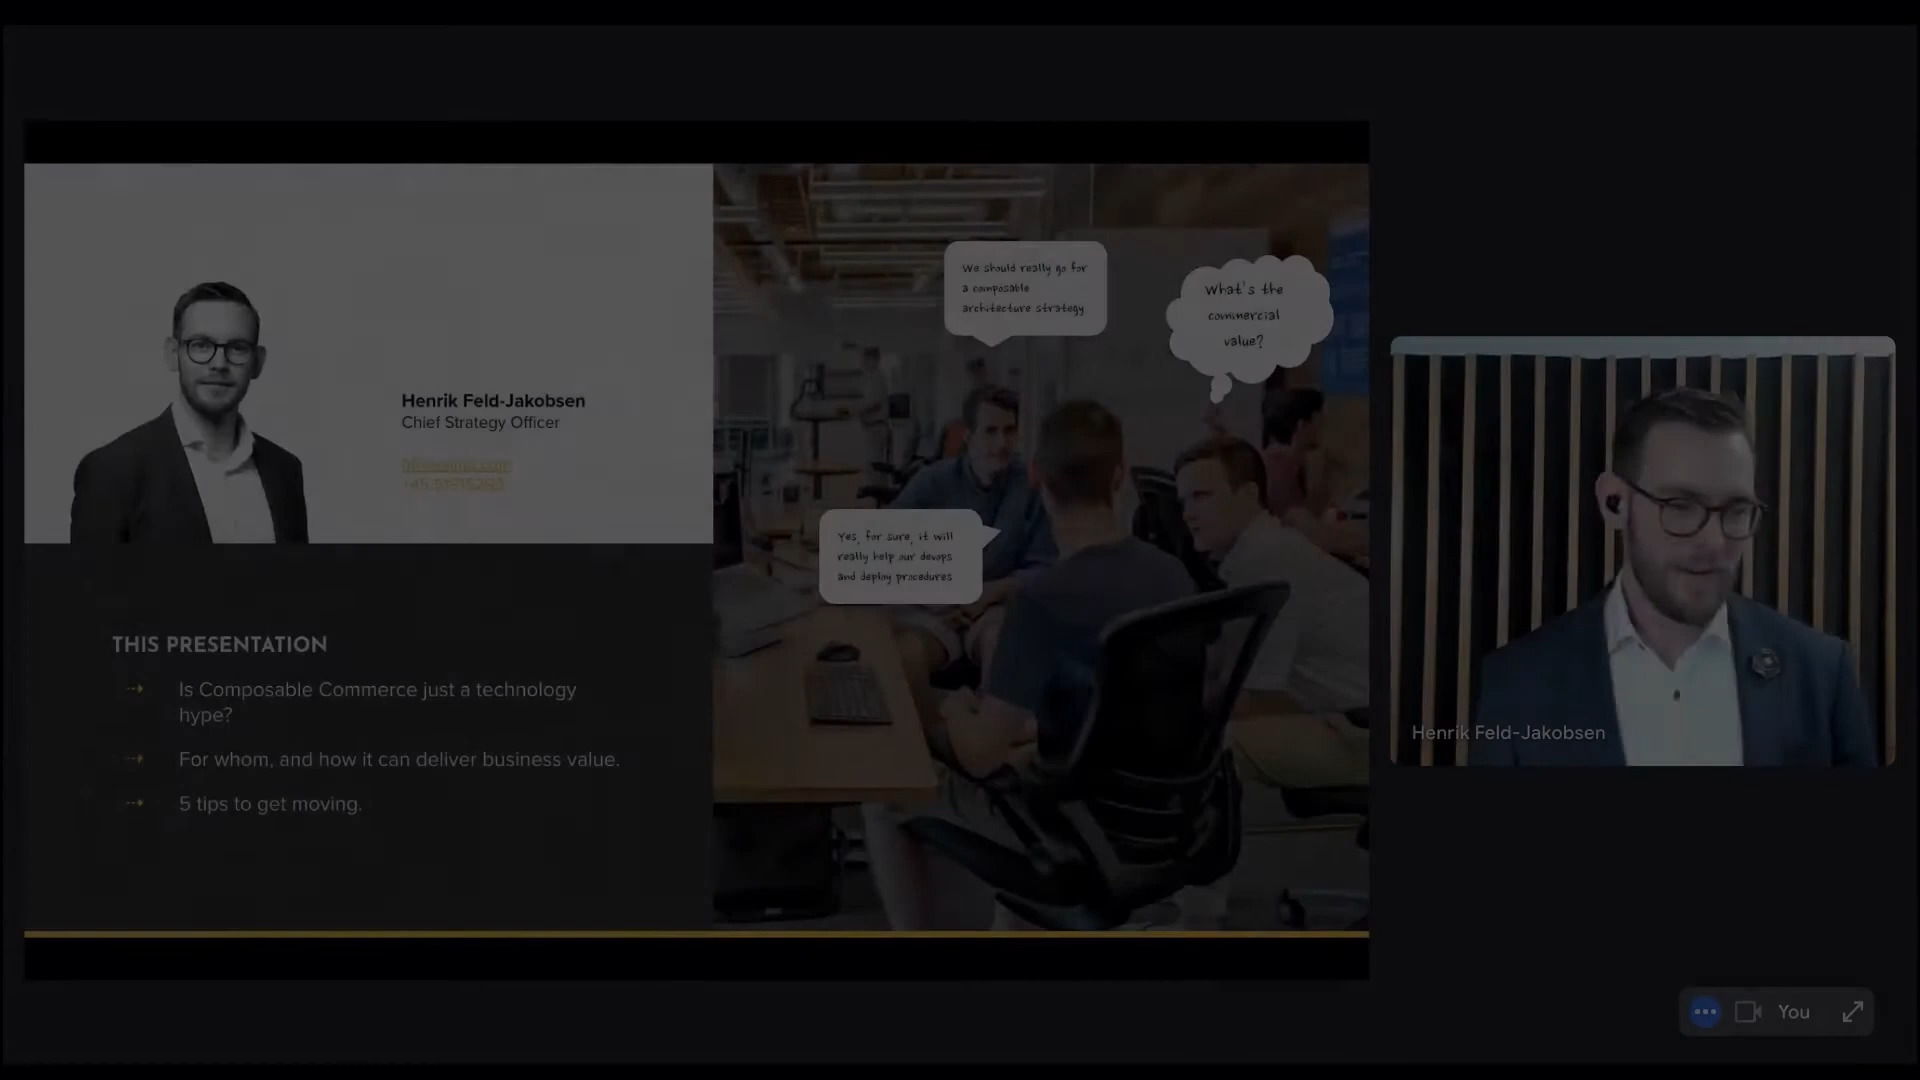 Henrik Feld-Jakobsen
Chief Strategy Officer
THIS PRESENTATION
Is Composable Commerce just a technology
hype?
For whom, and how it can deliver business value.
5 tips to get moving.
We should really go for
a composable
architecture strategy
What's the
commercial
value?
Yes, for sure, it will
really help our devops
and deploy procedures
Henrik Feld-Jakobsen
You